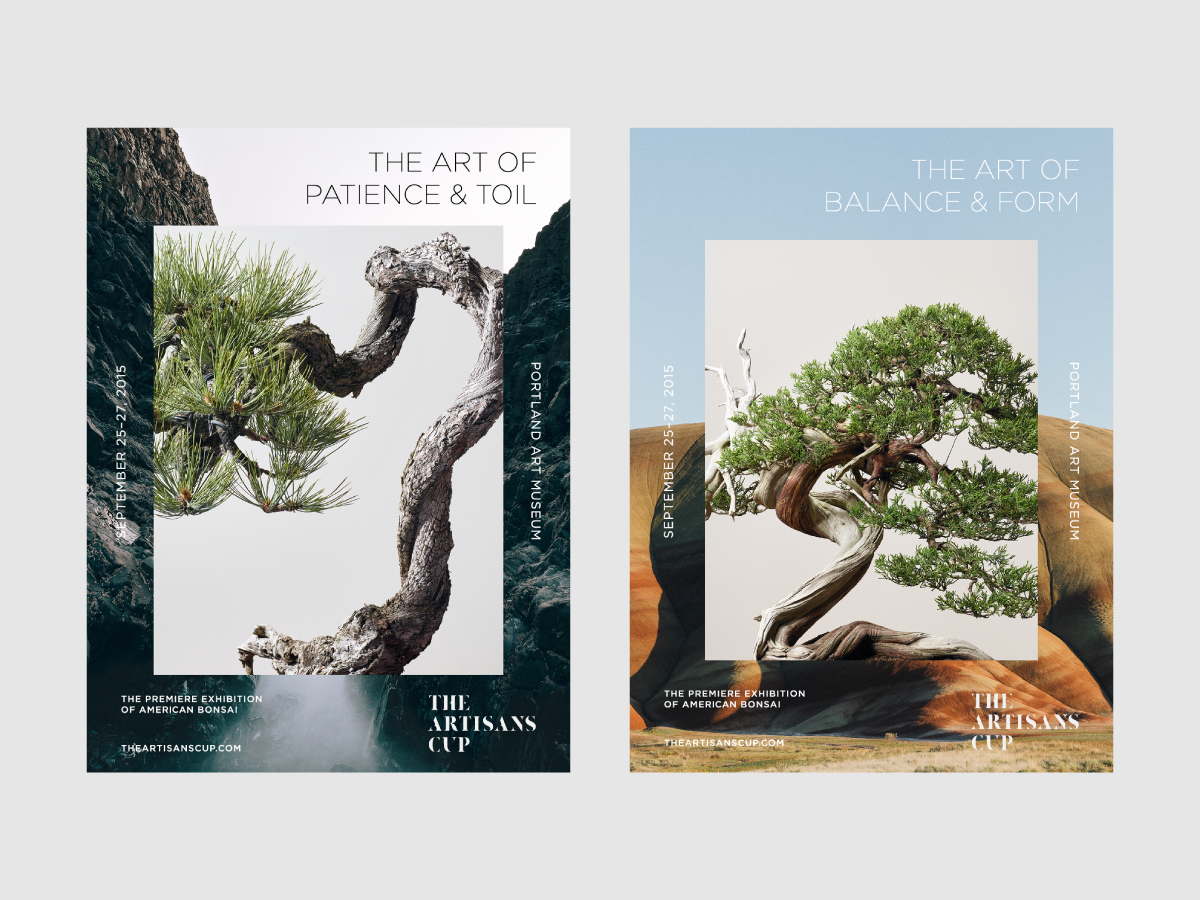 THE ART OF
PATIENCE & TOIL
SEPTEMBER 25–27, 2015
PORTLAND ART MUSEUM
THE PREMIERE EXHIBITION
OF AMERICAN BONSAI
THEARTISANSCUP.COM
THE
ARTISANS
CUP
THE ART OF
BALANCE & FORM
SEPTEMBER 25–27, 2015
PORTLAND ART MUSEUM
THE PREMIERE EXHIBITION
OF AMERICAN BONSAI
THEARTISANSCUP.COM
THE
ARTISANS
CUP